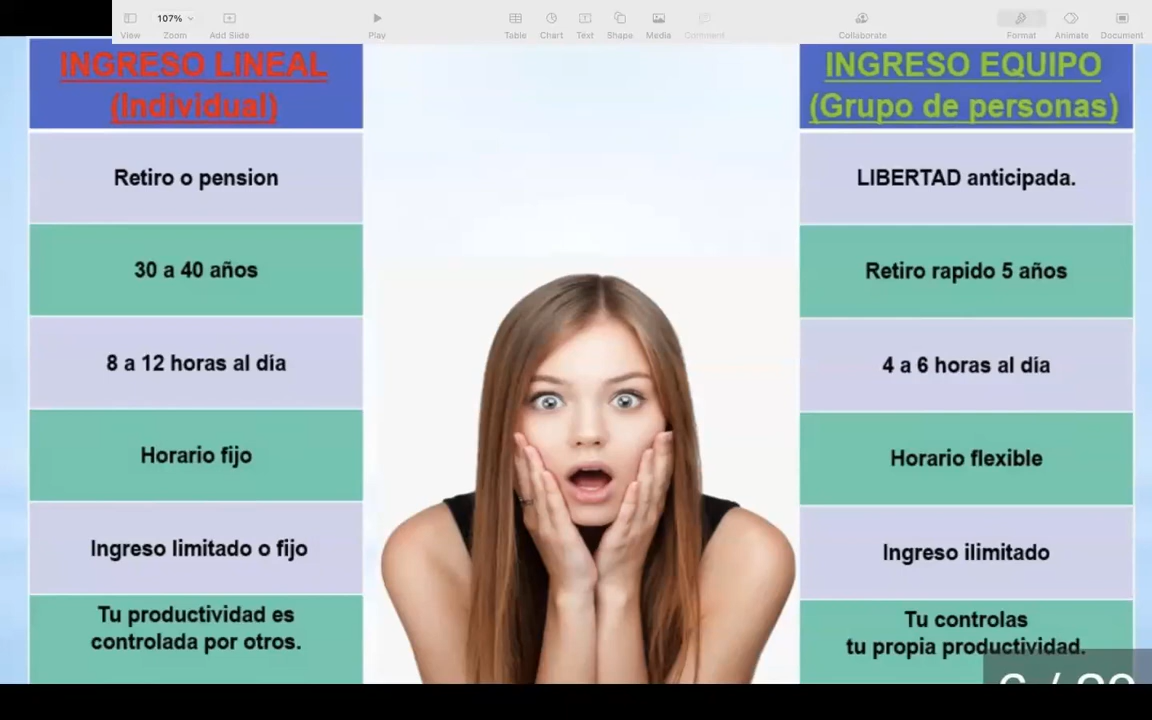 107%
View
Zoom
Add Slide
Play
Table
Chart
Text
Shape
Media
Comment
Collaborate
Format
Animate
Document
INGRESO LINEAL
(Individual)
Retiro o pension
30 a 40 años
8 a 12 horas al día
Horario fijo
Ingreso limitado o fijo
Tu productividad es
controlada por otros.
INGRESO EQUIPO
(Grupo de personas)
LIBERTAD anticipada.
Retiro rapido 5 años
4 a 6 horas al día
Horario flexible
Ingreso ilimitado
Tu controlas
tu propia productividad.